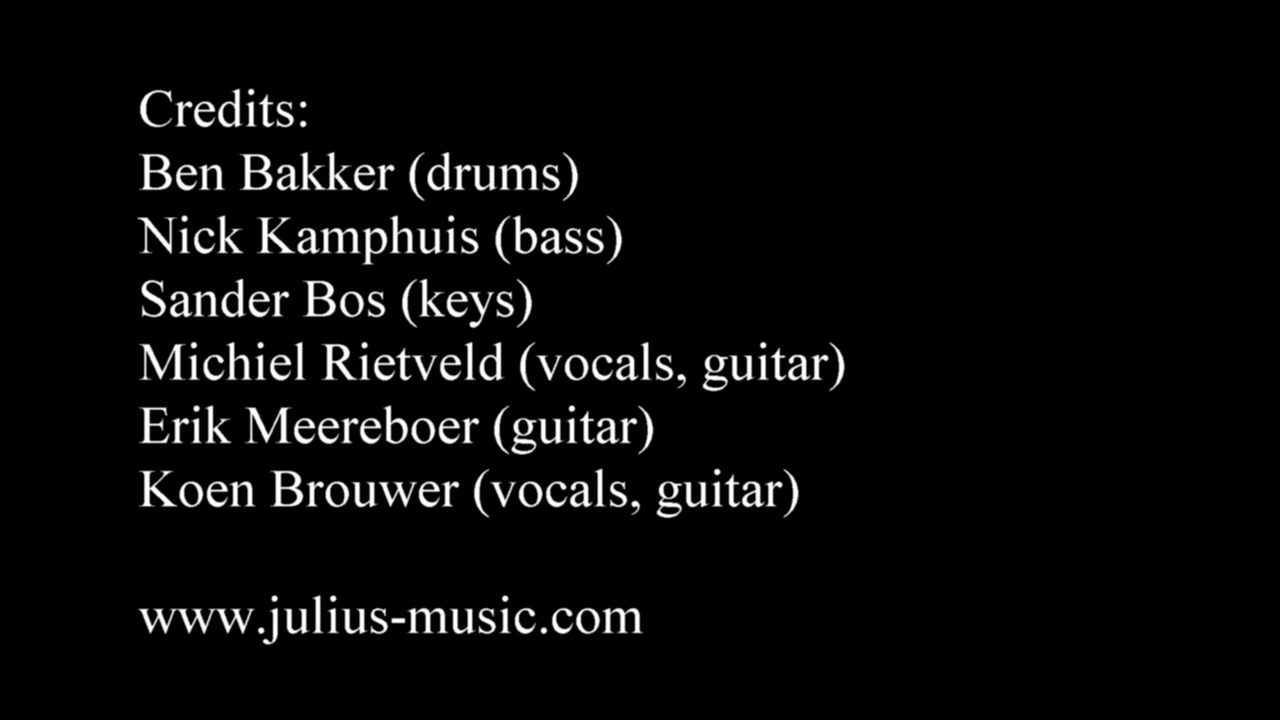 Credits:
Ben Bakker (drums)
Nick Kamphuis (bass)
Sander Bos (keys)
Michiel Rietveld (vocals, guitar)
Erik Meereboer (guitar)
Koen Brouwer (vocals, guitar)
www.julius-music.com